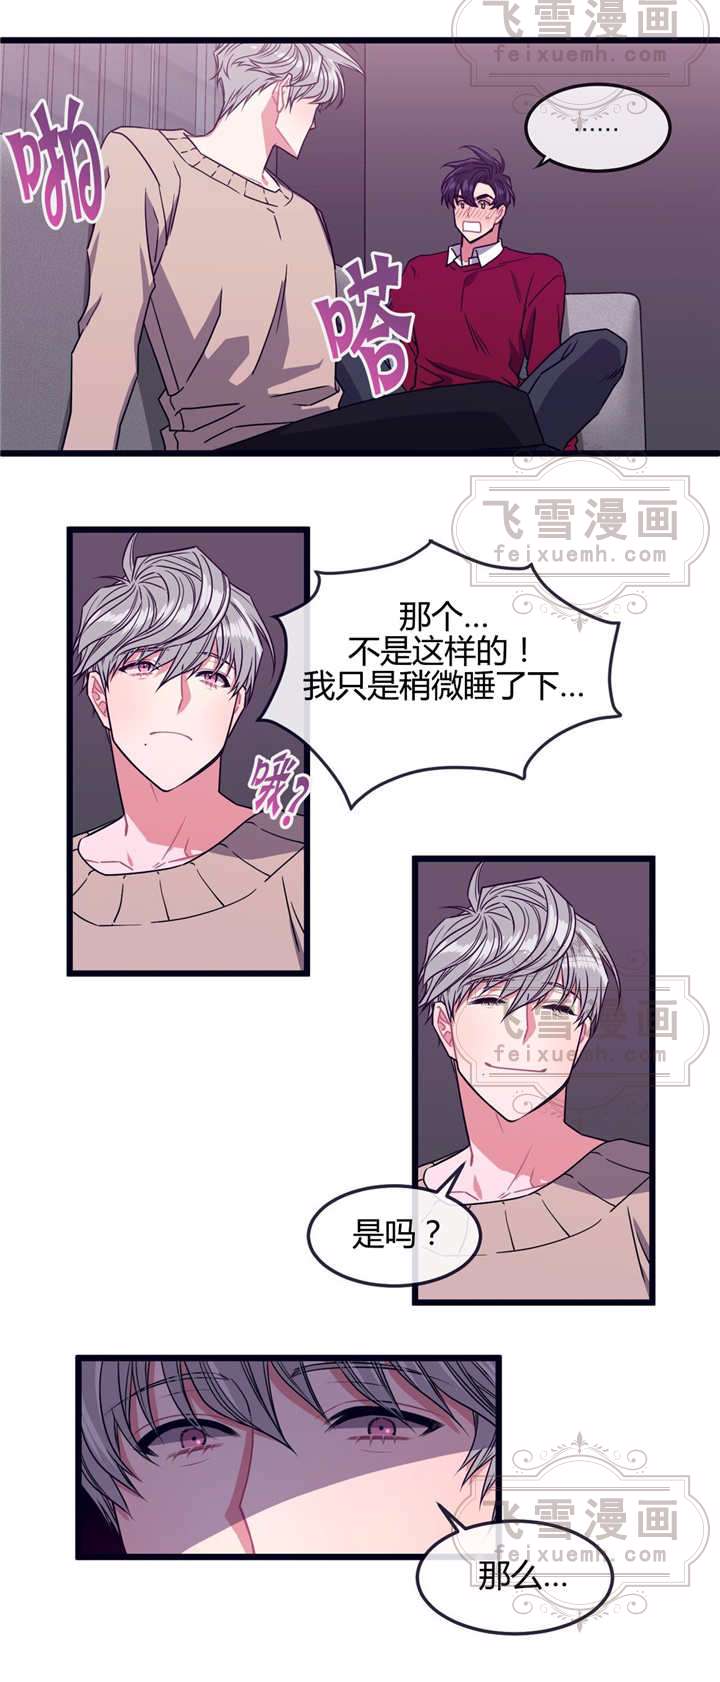 飞雪漫画
feixuemh.com
......
啪
嗒
飞雪漫画
feixuemh.com
那个...
不是这样的！
我只是稍微睡了下...
哦?
飞雪漫画
feixuemh.com
是吗？
飞雪漫画
feixuemh.com
那么...